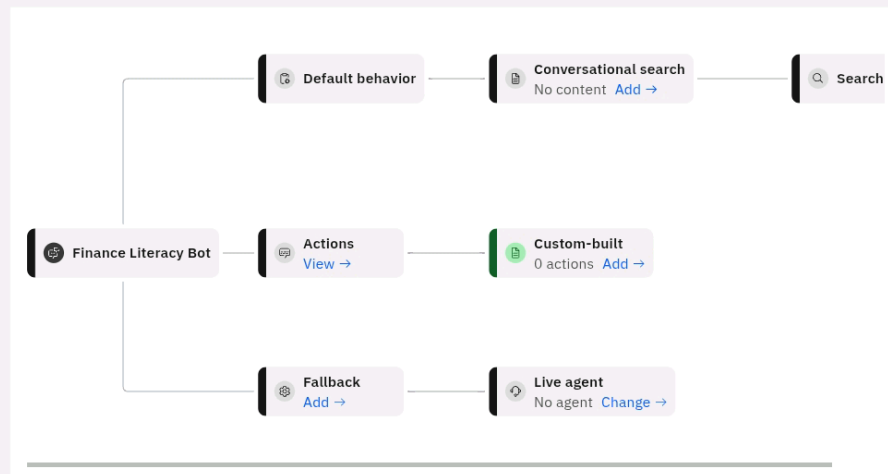 Default behavior
Conversational search
No content Add →
Search
Finance Literacy Bot
Actions
View →
Custom-built
0 actions Add →
Fallback
Add →
Live agent
No agent Change →